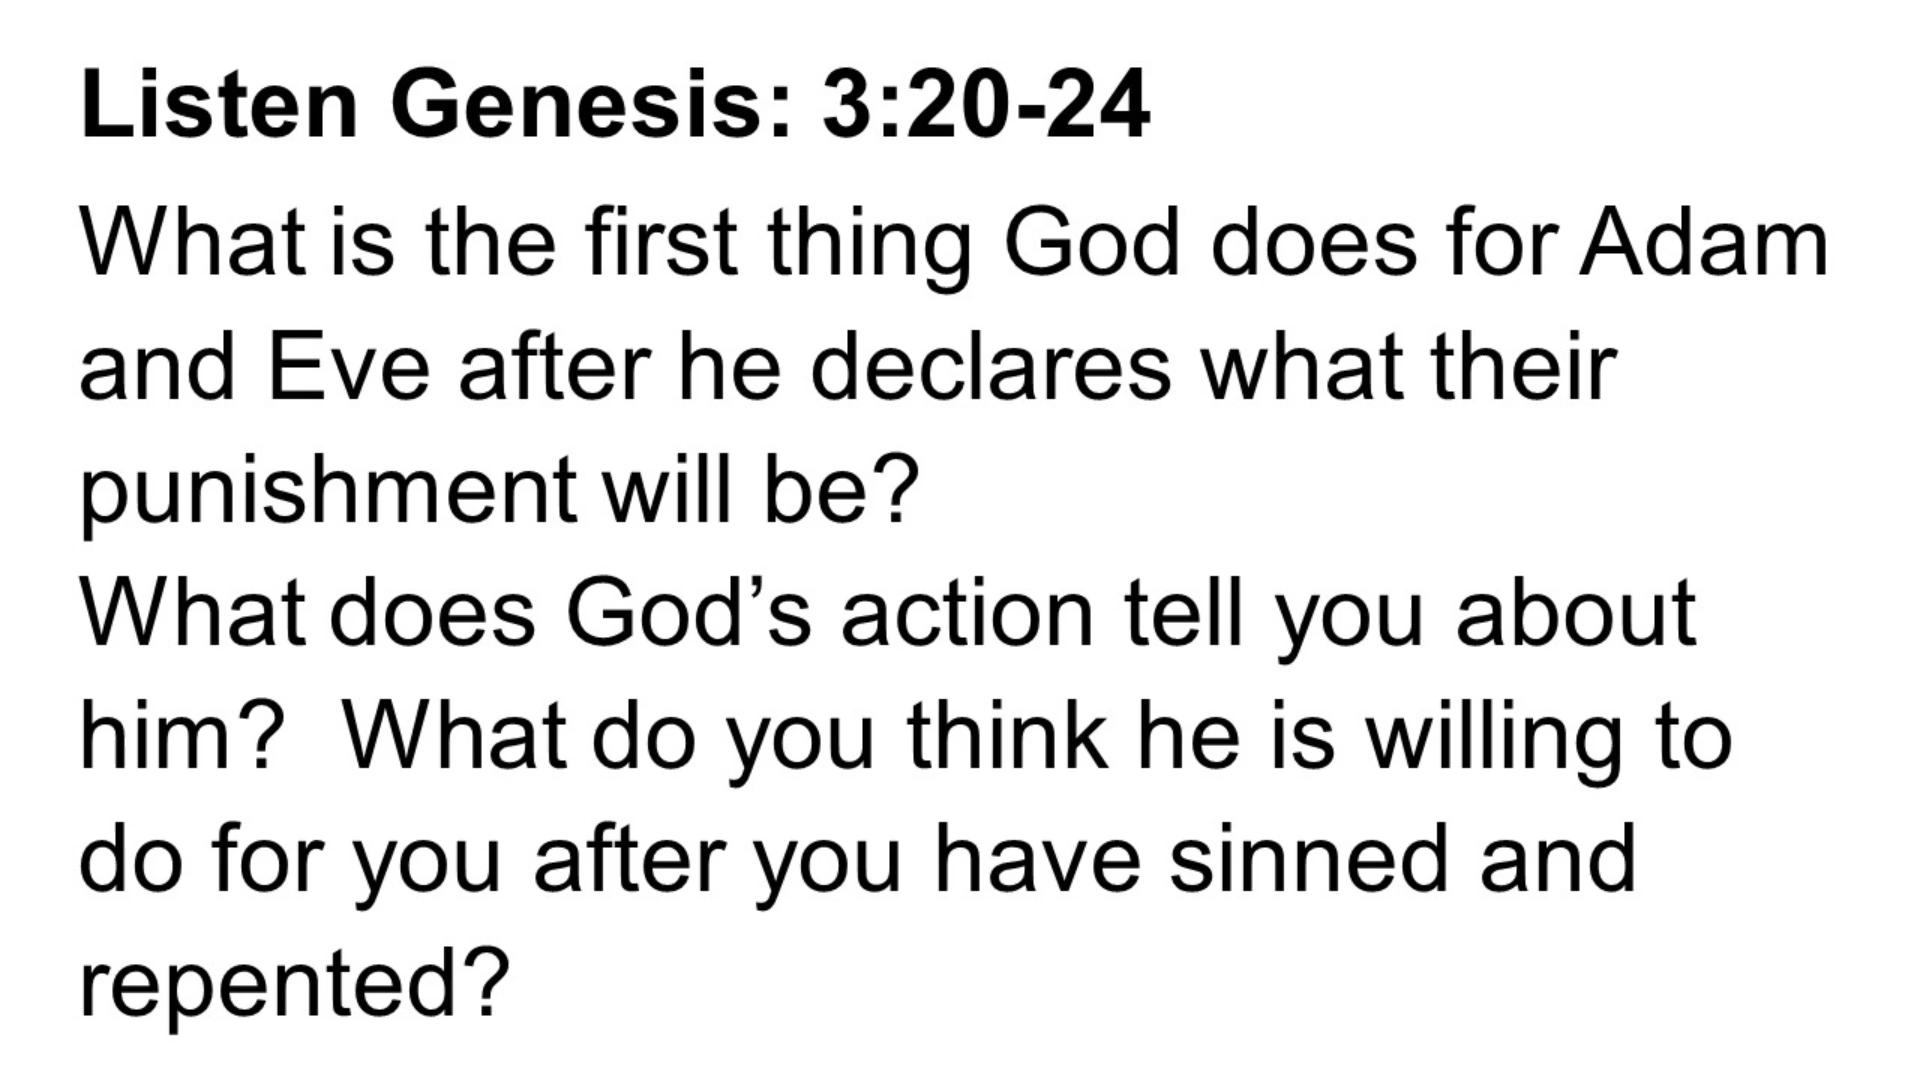 Listen Genesis: 3:20-24
What is the first thing God does for Adam
and Eve after he declares what their
punishment will be?
What does God’s action tell you about
him?  What do you think he is willing to
do for you after you have sinned and
repented?